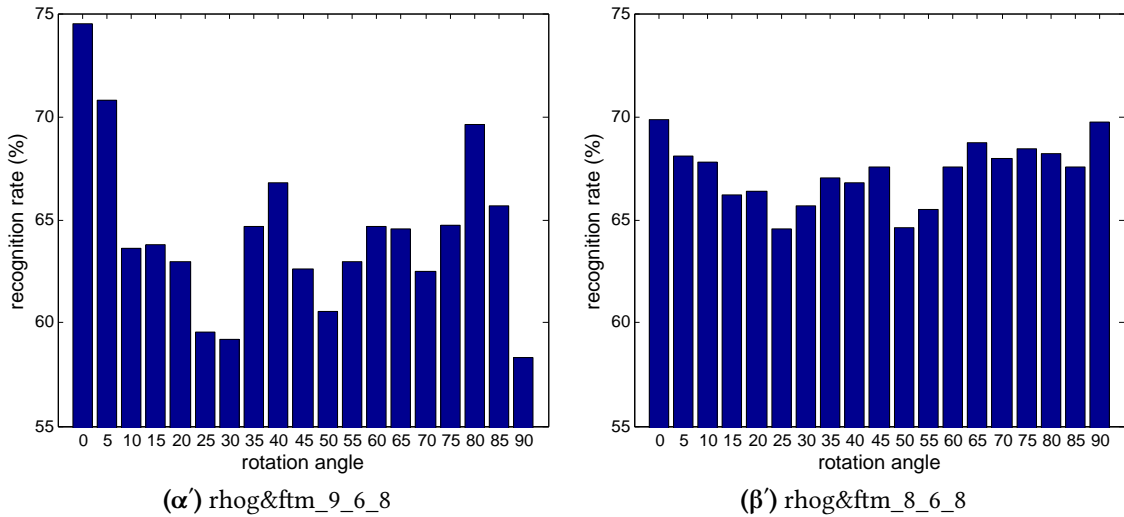 75
70
65
60
55
recognition rate (%)
0 5 10 15 20 25 30 35 40 45 50 55 60 65 70 75 80 85 90
rotation angle
(α′) rhog&ftm_9_6_8
75
70
65
60
55
recognition rate (%)
0 5 10 15 20 25 30 35 40 45 50 55 60 65 70 75 80 85 90
rotation angle
(β′) rhog&ftm_8_6_8